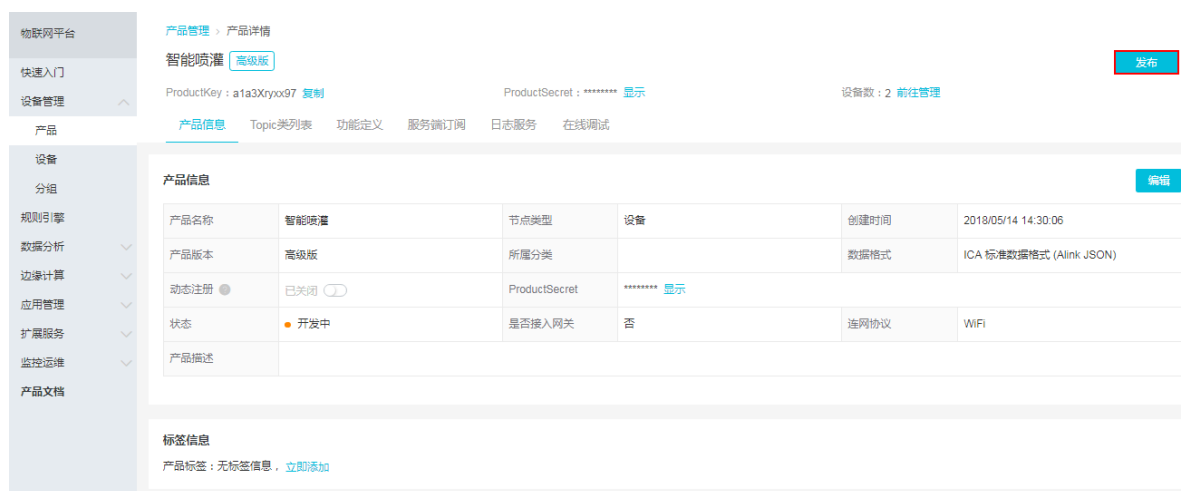 物联网平台
快速入门
设备管理
产品
设备
分组
规则引擎
数据分析
边缘计算
应用管理
扩展服务
监控运维
产品文档
产品管理 > 产品详情
智能喷灌 高级版
发布
ProductKey：a1a3Xryxx97 复制 ProductSecret：******** 显示 设备数：2 前往管理
产品信息 Topic类列表 功能定义 服务端订阅 日志服务 在线调试
产品信息 编辑
产品名称 智能喷灌 节点类型 设备 创建时间 2018/05/14 14:30:06
产品版本 高级版 所属分类 数据格式 ICA 标准数据格式 (Alink JSON)
动态注册 已关闭 ProductSecret ******** 显示
状态 开发中 是否接入网关 否 连网协议 WiFi
产品描述
标签信息
产品标签：无标签信息， 立即添加